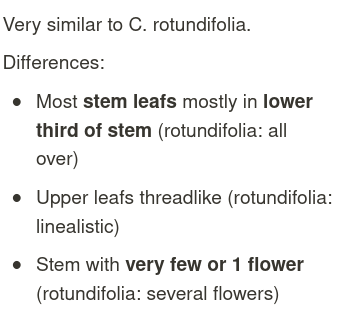 Very similar to C. rotundifolia.
Differences:
● Most stem leafs mostly in lower
third of stem (rotundifolia: all
over)
● Upper leafs threadlike (rotundifolia:
linealistic)
● Stem with very few or 1 flower
(rotundifolia: several flowers)